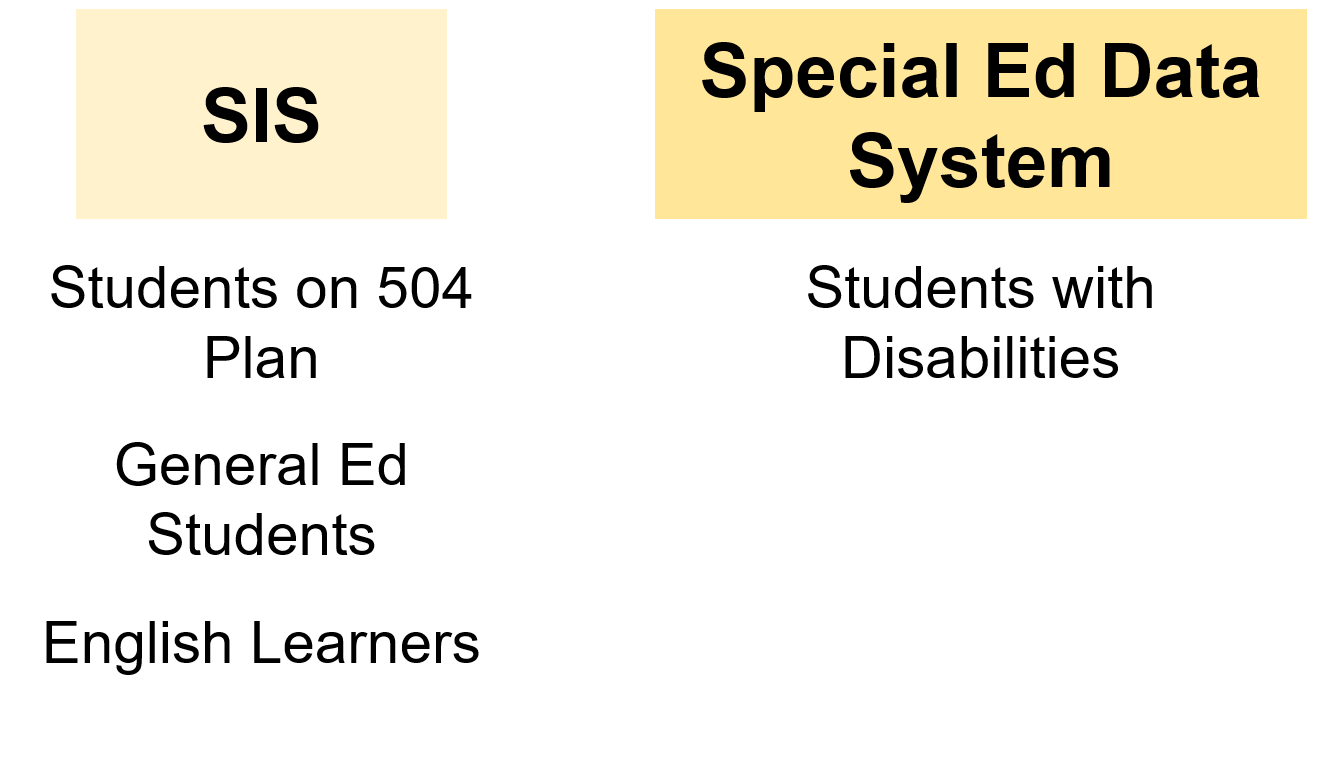 SIS
Students on 504
Plan
General Ed
Students
English Learners
Special Ed Data
System
Students with
Disabilities